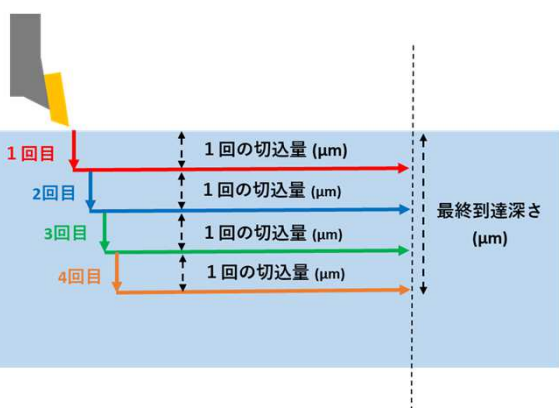 1回目
1回の切込量 (μm)
2回目
1回の切込量 (μm)
3回目
1回の切込量 (μm)
4回目
1回の切込量 (μm)
最終到達深さ
(μm)